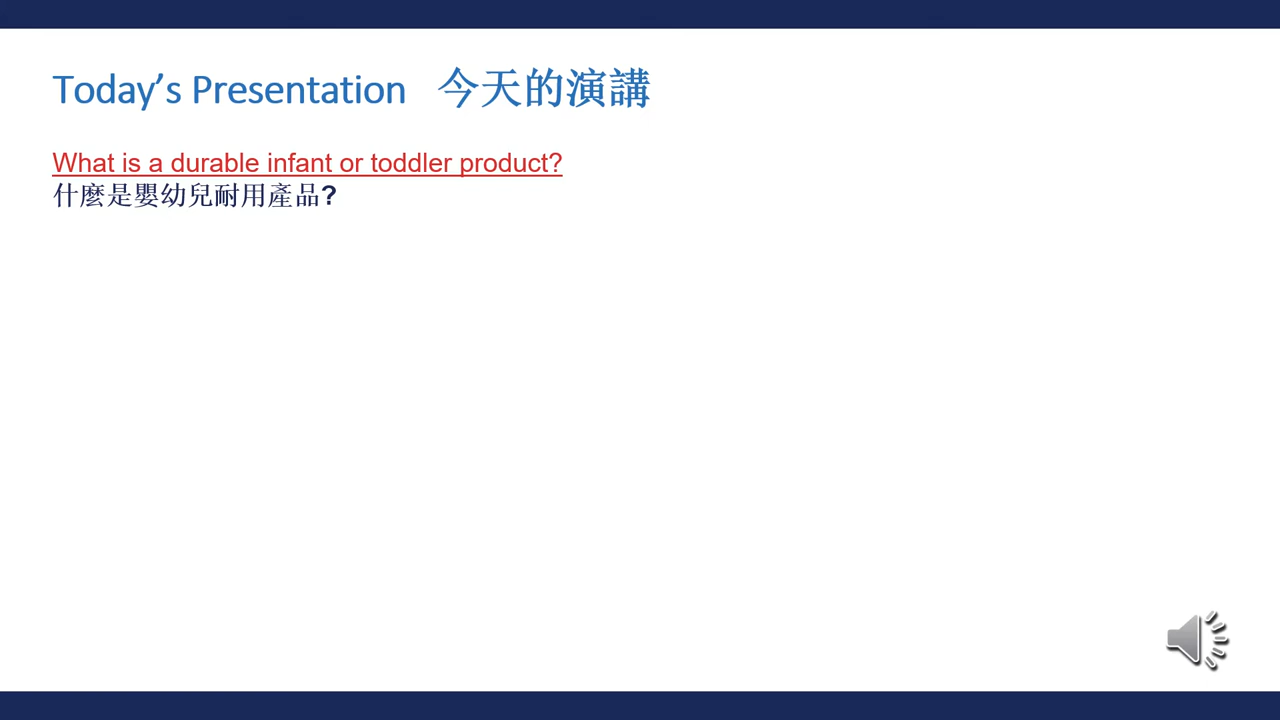 Today’s Presentation 今天的演講
What is a durable infant or toddler product?
什麼是嬰幼兒耐用產品?